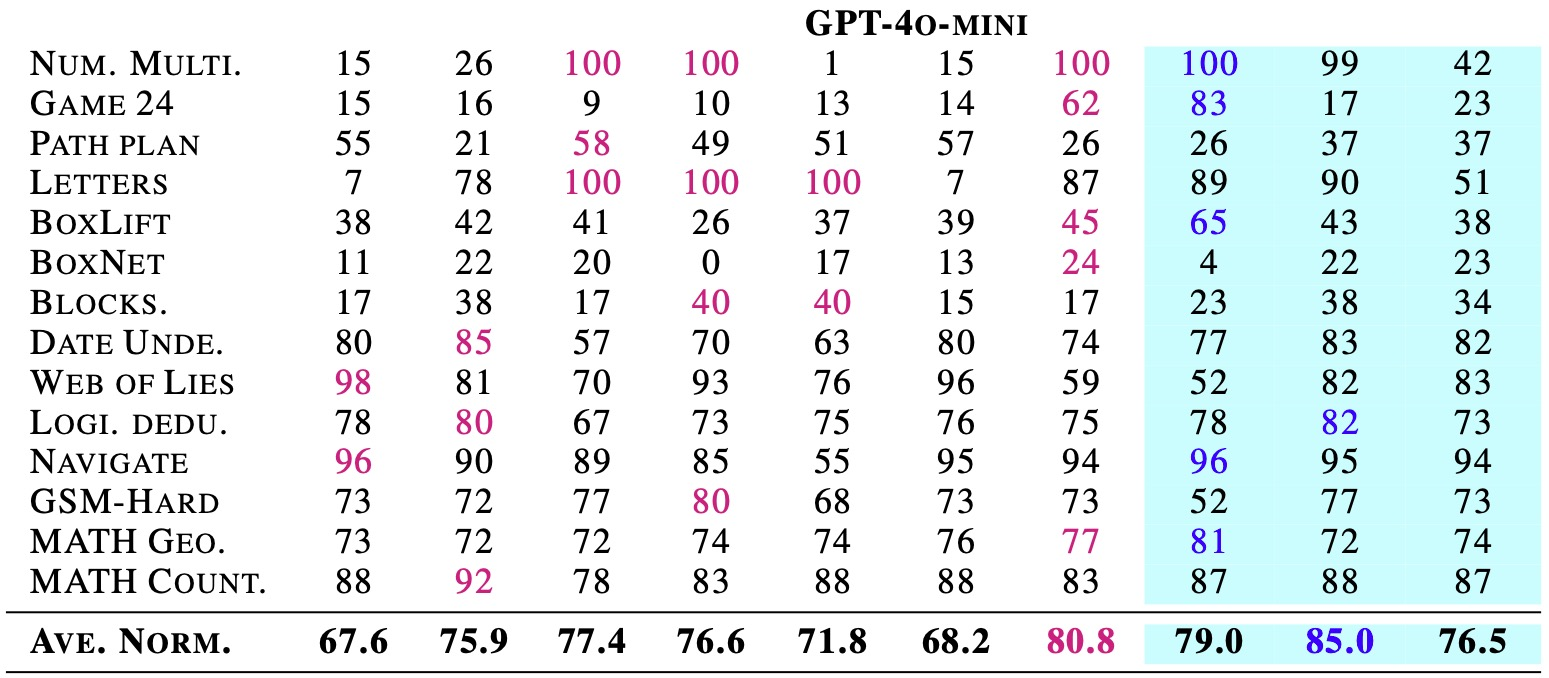 GPT-4O-MINI
NUM. MULTI. 15 26 100 100 1 15 100 100 99 42
GAME 24 15 16 9 10 13 14 62 83 17 23
PATH PLAN 55 21 58 49 51 57 26 26 37 37
LETTERS 7 78 100 100 100 7 87 89 90 51
BOXLIFT 38 42 41 26 37 39 45 65 43 38
BOXNET 11 22 20 0 17 13 24 4 22 23
BLOCKS. 17 38 17 40 40 15 17 23 38 34
DATE UNDE. 80 85 57 70 63 80 74 77 83 82
WEB OF LIES 98 81 70 93 76 96 59 52 82 83
LOGI. DEDU. 78 80 67 73 75 76 75 78 82 73
NAVIGATE 96 90 89 85 55 95 94 96 95 94
GSM-HARD 73 72 77 80 68 73 73 52 77 73
MATH GEO. 73 72 72 74 74 76 77 81 72 74
MATH COUNT. 88 92 78 83 88 88 83 87 88 87
AVE. NORM. 67.6 75.9 77.4 76.6 71.8 68.2 80.8 79.0 85.0 76.5